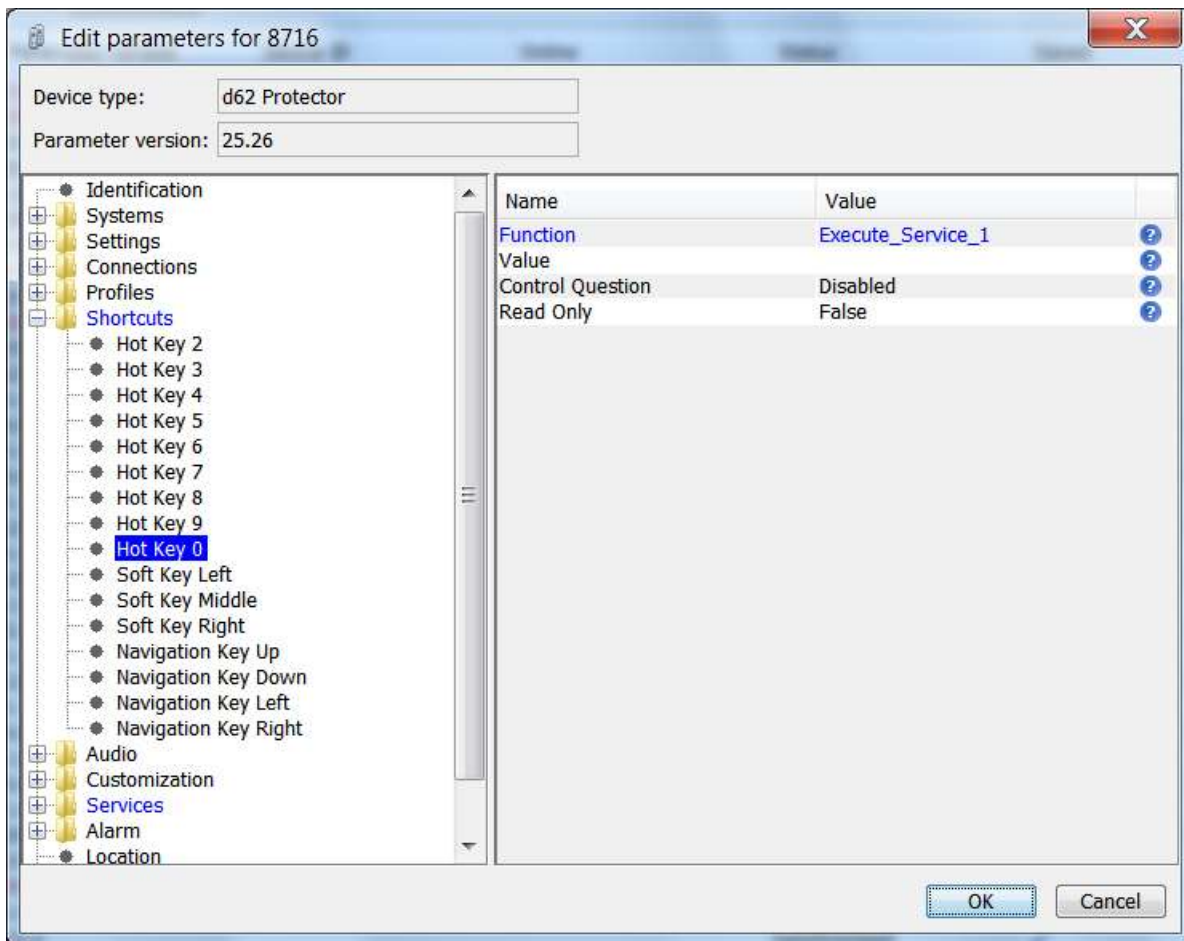 Edit parameters for 8716
Device type: d62 Protector
Parameter version: 25.26
Identification
Systems
Settings
Connections
Profiles
Shortcuts
Hot Key 2
Hot Key 3
Hot Key 4
Hot Key 5
Hot Key 6
Hot Key 7
Hot Key 8
Hot Key 9
Hot Key 0
Soft Key Left
Soft Key Middle
Soft Key Right
Navigation Key Up
Navigation Key Down
Navigation Key Left
Navigation Key Right
Audio
Customization
Services
Alarm
Location
Name Value
Function Execute_Service_1 ?
Value ?
Control Question Disabled ?
Read Only False ?
OK Cancel